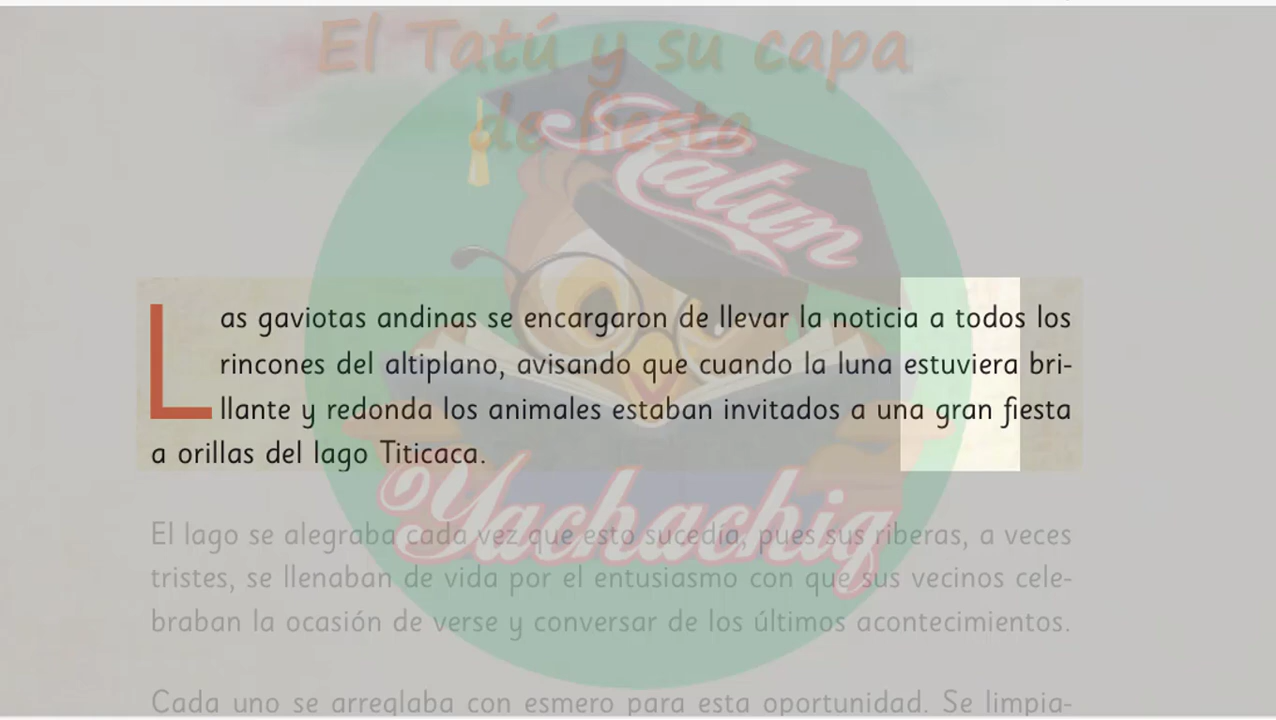 El Tatú y su capa
de fiesta
Hatun
Las gaviotas andinas se encargaron de llevar la noticia a todos los
rincones del altiplano, avisando que cuando la luna estuviera bri-
llante y redonda los animales estaban invitados a una gran fiesta
a orillas del lago Titicaca.
Yachachiq
El lago se alegraba cada vez que esto sucedía, pues sus riberas, a veces
tristes, se llenaban de vida por el entusiasmo con que sus vecinos cele-
braban la ocasión de verse y conversar de los últimos acontecimientos.
Cada uno se arreglaba con esmero para esta oportunidad. Se limpia-